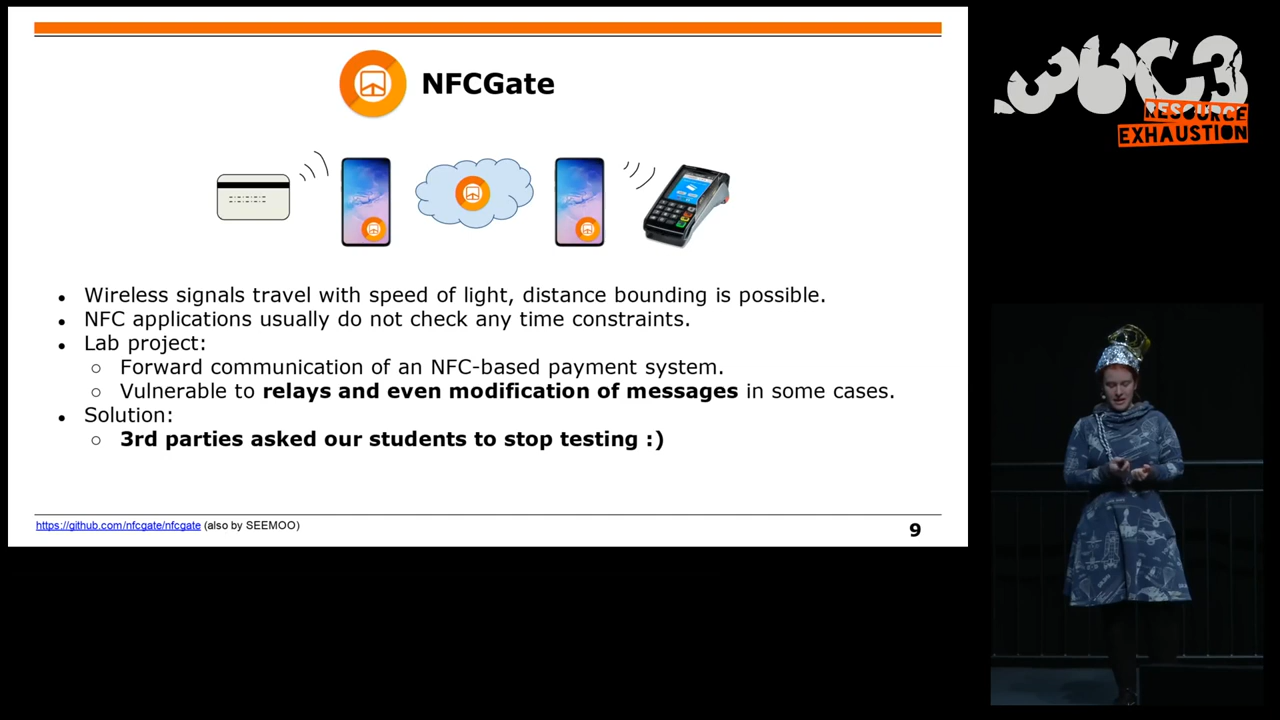 NFCGate
36C3
RESOURCE
EXHAUSTION
● Wireless signals travel with speed of light, distance bounding is possible.
● NFC applications usually do not check any time constraints.
● Lab project:
○ Forward communication of an NFC-based payment system.
○ Vulnerable to relays and even modification of messages in some cases.
● Solution:
○ 3rd parties asked our students to stop testing :)
https://github.com/nfcgate/nfcgate (also by SEEMOO)
9